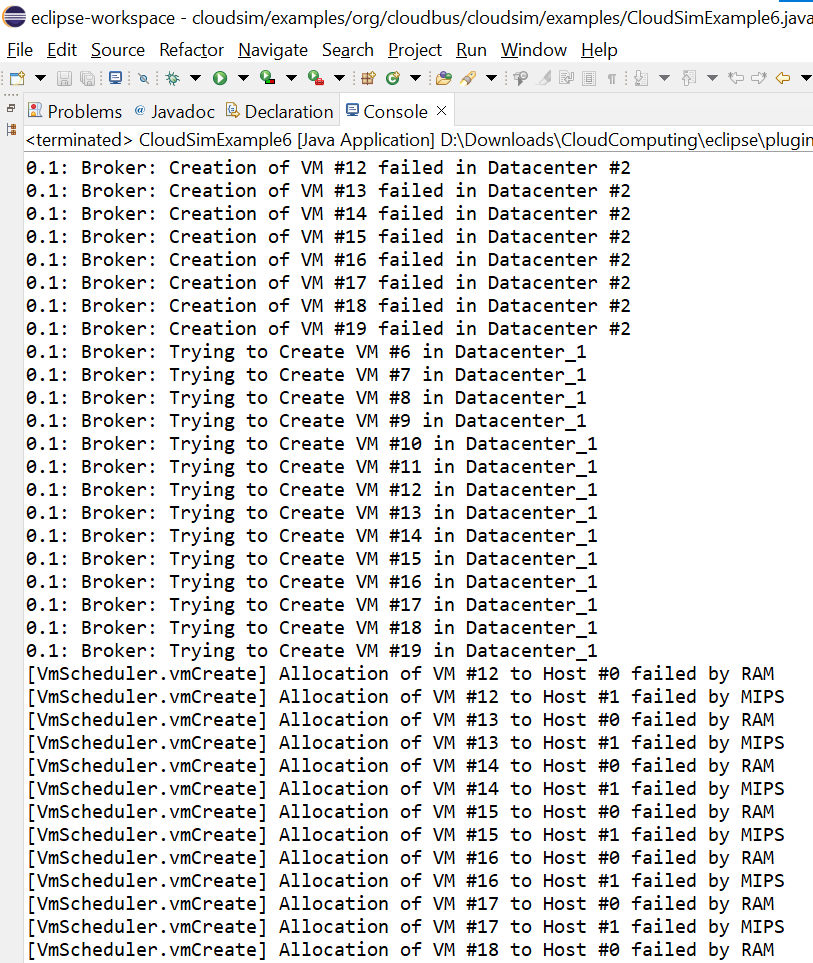 eclipse-workspace - cloudsim/examples/org/cloudbus/cloudsim/examples/CloudSimExample6.java
File Edit Source Refactor Navigate Search Project Run Window Help
Problems @ Javadoc Declaration Console ×
<terminated> CloudSimExample6 [Java Application] D:\Downloads\CloudComputing\eclipse\plugin
0.1: Broker: Creation of VM #12 failed in Datacenter #2
0.1: Broker: Creation of VM #13 failed in Datacenter #2
0.1: Broker: Creation of VM #14 failed in Datacenter #2
0.1: Broker: Creation of VM #15 failed in Datacenter #2
0.1: Broker: Creation of VM #16 failed in Datacenter #2
0.1: Broker: Creation of VM #17 failed in Datacenter #2
0.1: Broker: Creation of VM #18 failed in Datacenter #2
0.1: Broker: Creation of VM #19 failed in Datacenter #2
0.1: Broker: Trying to Create VM #6 in Datacenter_1
0.1: Broker: Trying to Create VM #7 in Datacenter_1
0.1: Broker: Trying to Create VM #8 in Datacenter_1
0.1: Broker: Trying to Create VM #9 in Datacenter_1
0.1: Broker: Trying to Create VM #10 in Datacenter_1
0.1: Broker: Trying to Create VM #11 in Datacenter_1
0.1: Broker: Trying to Create VM #12 in Datacenter_1
0.1: Broker: Trying to Create VM #13 in Datacenter_1
0.1: Broker: Trying to Create VM #14 in Datacenter_1
0.1: Broker: Trying to Create VM #15 in Datacenter_1
0.1: Broker: Trying to Create VM #16 in Datacenter_1
0.1: Broker: Trying to Create VM #17 in Datacenter_1
0.1: Broker: Trying to Create VM #18 in Datacenter_1
0.1: Broker: Trying to Create VM #19 in Datacenter_1
[VmScheduler.vmCreate] Allocation of VM #12 to Host #0 failed by RAM
[VmScheduler.vmCreate] Allocation of VM #12 to Host #1 failed by MIPS
[VmScheduler.vmCreate] Allocation of VM #13 to Host #0 failed by RAM
[VmScheduler.vmCreate] Allocation of VM #13 to Host #1 failed by MIPS
[VmScheduler.vmCreate] Allocation of VM #14 to Host #0 failed by RAM
[VmScheduler.vmCreate] Allocation of VM #14 to Host #1 failed by MIPS
[VmScheduler.vmCreate] Allocation of VM #15 to Host #0 failed by RAM
[VmScheduler.vmCreate] Allocation of VM #15 to Host #1 failed by MIPS
[VmScheduler.vmCreate] Allocation of VM #16 to Host #0 failed by RAM
[VmScheduler.vmCreate] Allocation of VM #16 to Host #1 failed by MIPS
[VmScheduler.vmCreate] Allocation of VM #17 to Host #0 failed by RAM
[VmScheduler.vmCreate] Allocation of VM #17 to Host #1 failed by MIPS
[VmScheduler.vmCreate] Allocation of VM #18 to Host #0 failed by RAM